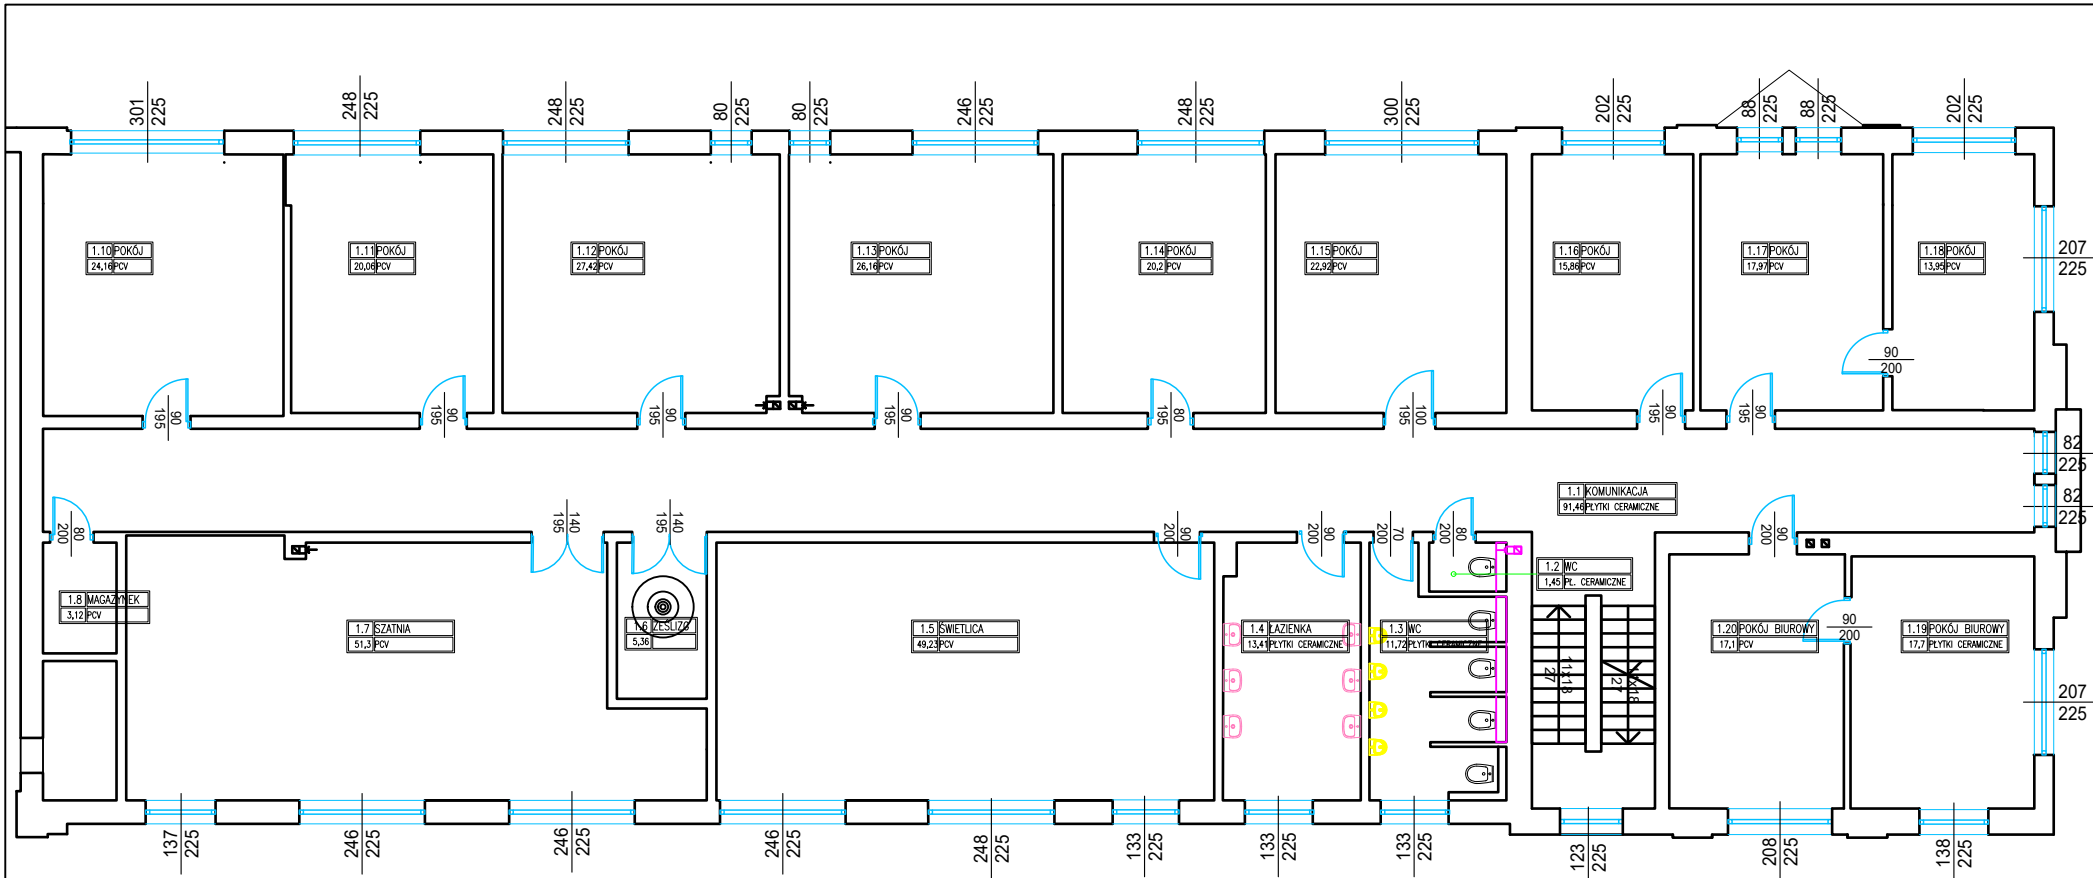 301
225
248
225
248
225
80
225
80
225
246
225
248
225
300
225
202
225
88
225
88
225
202
225
1.10 POKÓJ
24,16 PCV
1.11 POKÓJ
20,06 PCV
1.12 POKÓJ
27,42 PCV
1.13 POKÓJ
26,16 PCV
1.14 POKÓJ
20,2 PCV
1.15 POKÓJ
22,92 PCV
1.16 POKÓJ
15,86 PCV
1.17 POKÓJ
17,97 PCV
1.18 POKÓJ
13,95 PCV
207
225
90
200
90
195
90
195
90
195
90
195
80
195
100
195
90
195
90
195
82
225
82
225
1.1 KOMUNIKACJA
91,46 PŁYTKI CERAMICZNE
80
200
140
195
140
195
90
200
90
200
70
200
80
200
90
200
1.2 WC
1,45 PŁ. CERAMICZNE
1.8 MAGAZYNEK
3,12 PCV
1.7 SZATNIA
51,3 PCV
1.6 ZEŚLIZG
5,36
1.5 ŚWIETLICA
49,23 PCV
1.4 ŁAZIENKA
13,41 PŁYTKI CERAMICZNE
1.3 WC
11,72 PŁYTKI CERAMICZNE
11x18
27
11x18
27
1.20 POKÓJ BIUROWY
17,1 PCV
90
200
1.19 POKÓJ BIUROWY
17,7 PŁYTKI CERAMICZNE
207
225
137
225
246
225
246
225
246
225
248
225
133
225
133
225
133
225
123
225
208
225
138
225